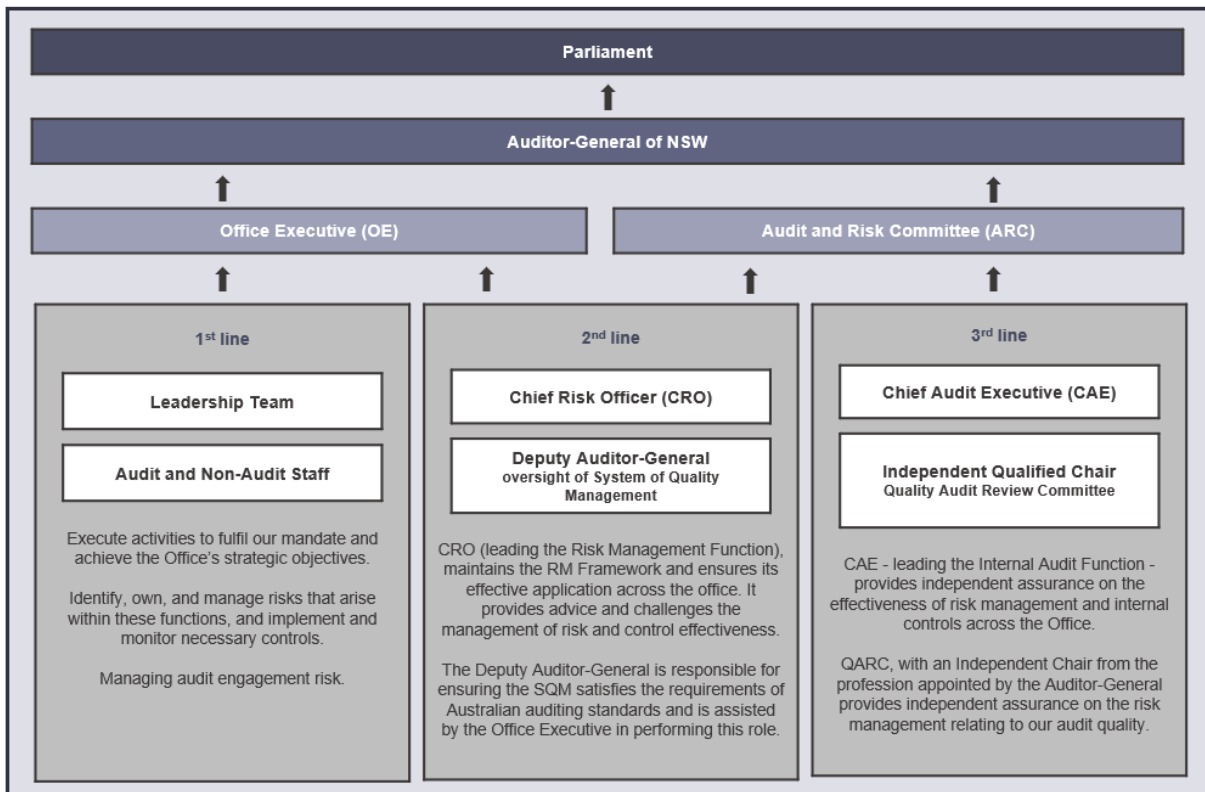 Parliament
Auditor-General of NSW
Office Executive (OE)
Audit and Risk Committee (ARC)
1st line
Leadership Team
Audit and Non-Audit Staff
Execute activities to fulfil our mandate and
achieve the Office's strategic objectives.
Identify, own, and manage risks that arise
within these functions, and implement and
monitor necessary controls.
Managing audit engagement risk.
2nd line
Chief Risk Officer (CRO)
Deputy Auditor-General
oversight of System of Quality
Management
CRO (leading the Risk Management Function),
maintains the RM Framework and ensures its
effective application across the office. It
provides advice and challenges the
management of risk and control effectiveness.
The Deputy Auditor-General is responsible for
ensuring the SQM satisfies the requirements of
Australian auditing standards and is assisted
by the Office Executive in performing this role.
3rd line
Chief Audit Executive (CAE)
Independent Qualified Chair
Quality Audit Review Committee
CAE - leading the Internal Audit Function -
provides independent assurance on the
effectiveness of risk management and internal
controls across the Office.
QARC, with an Independent Chair from the
profession appointed by the Auditor-General
provides independent assurance on the risk
management relating to our audit quality.